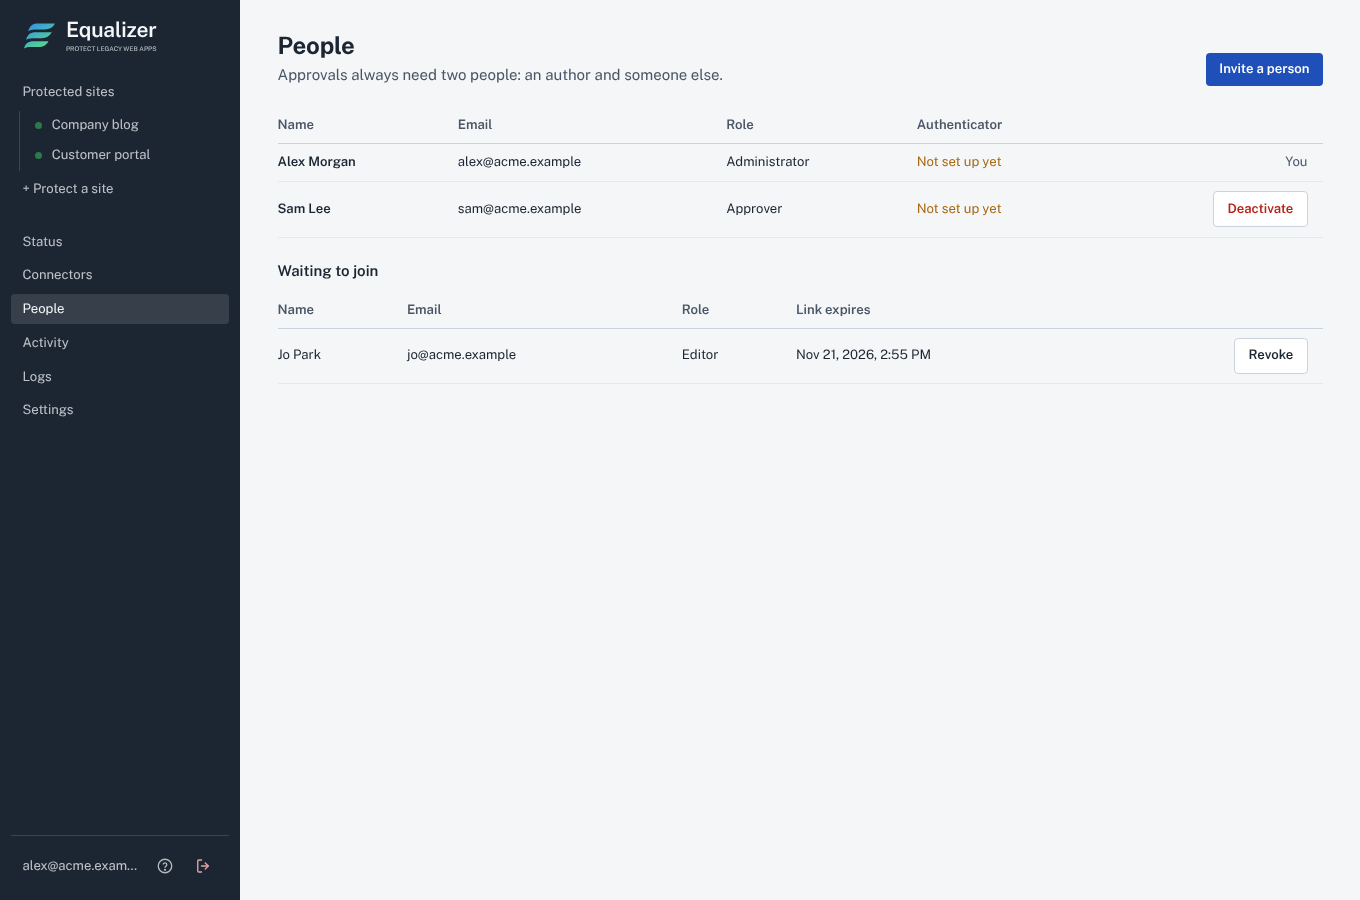 Equalizer
PROTECT LEGACY WEB APPS
Protected sites
Company blog
Customer portal
+ Protect a site
Status
Connectors
People
Activity
Logs
Settings
alex@acme.exam...
People
Approvals always need two people: an author and someone else.
Invite a person
Name Email Role Authenticator
Alex Morgan alex@acme.example Administrator Not set up yet You
Sam Lee sam@acme.example Approver Not set up yet Deactivate
Waiting to join
Name Email Role Link expires
Jo Park jo@acme.example Editor Nov 21, 2026, 2:55 PM Revoke